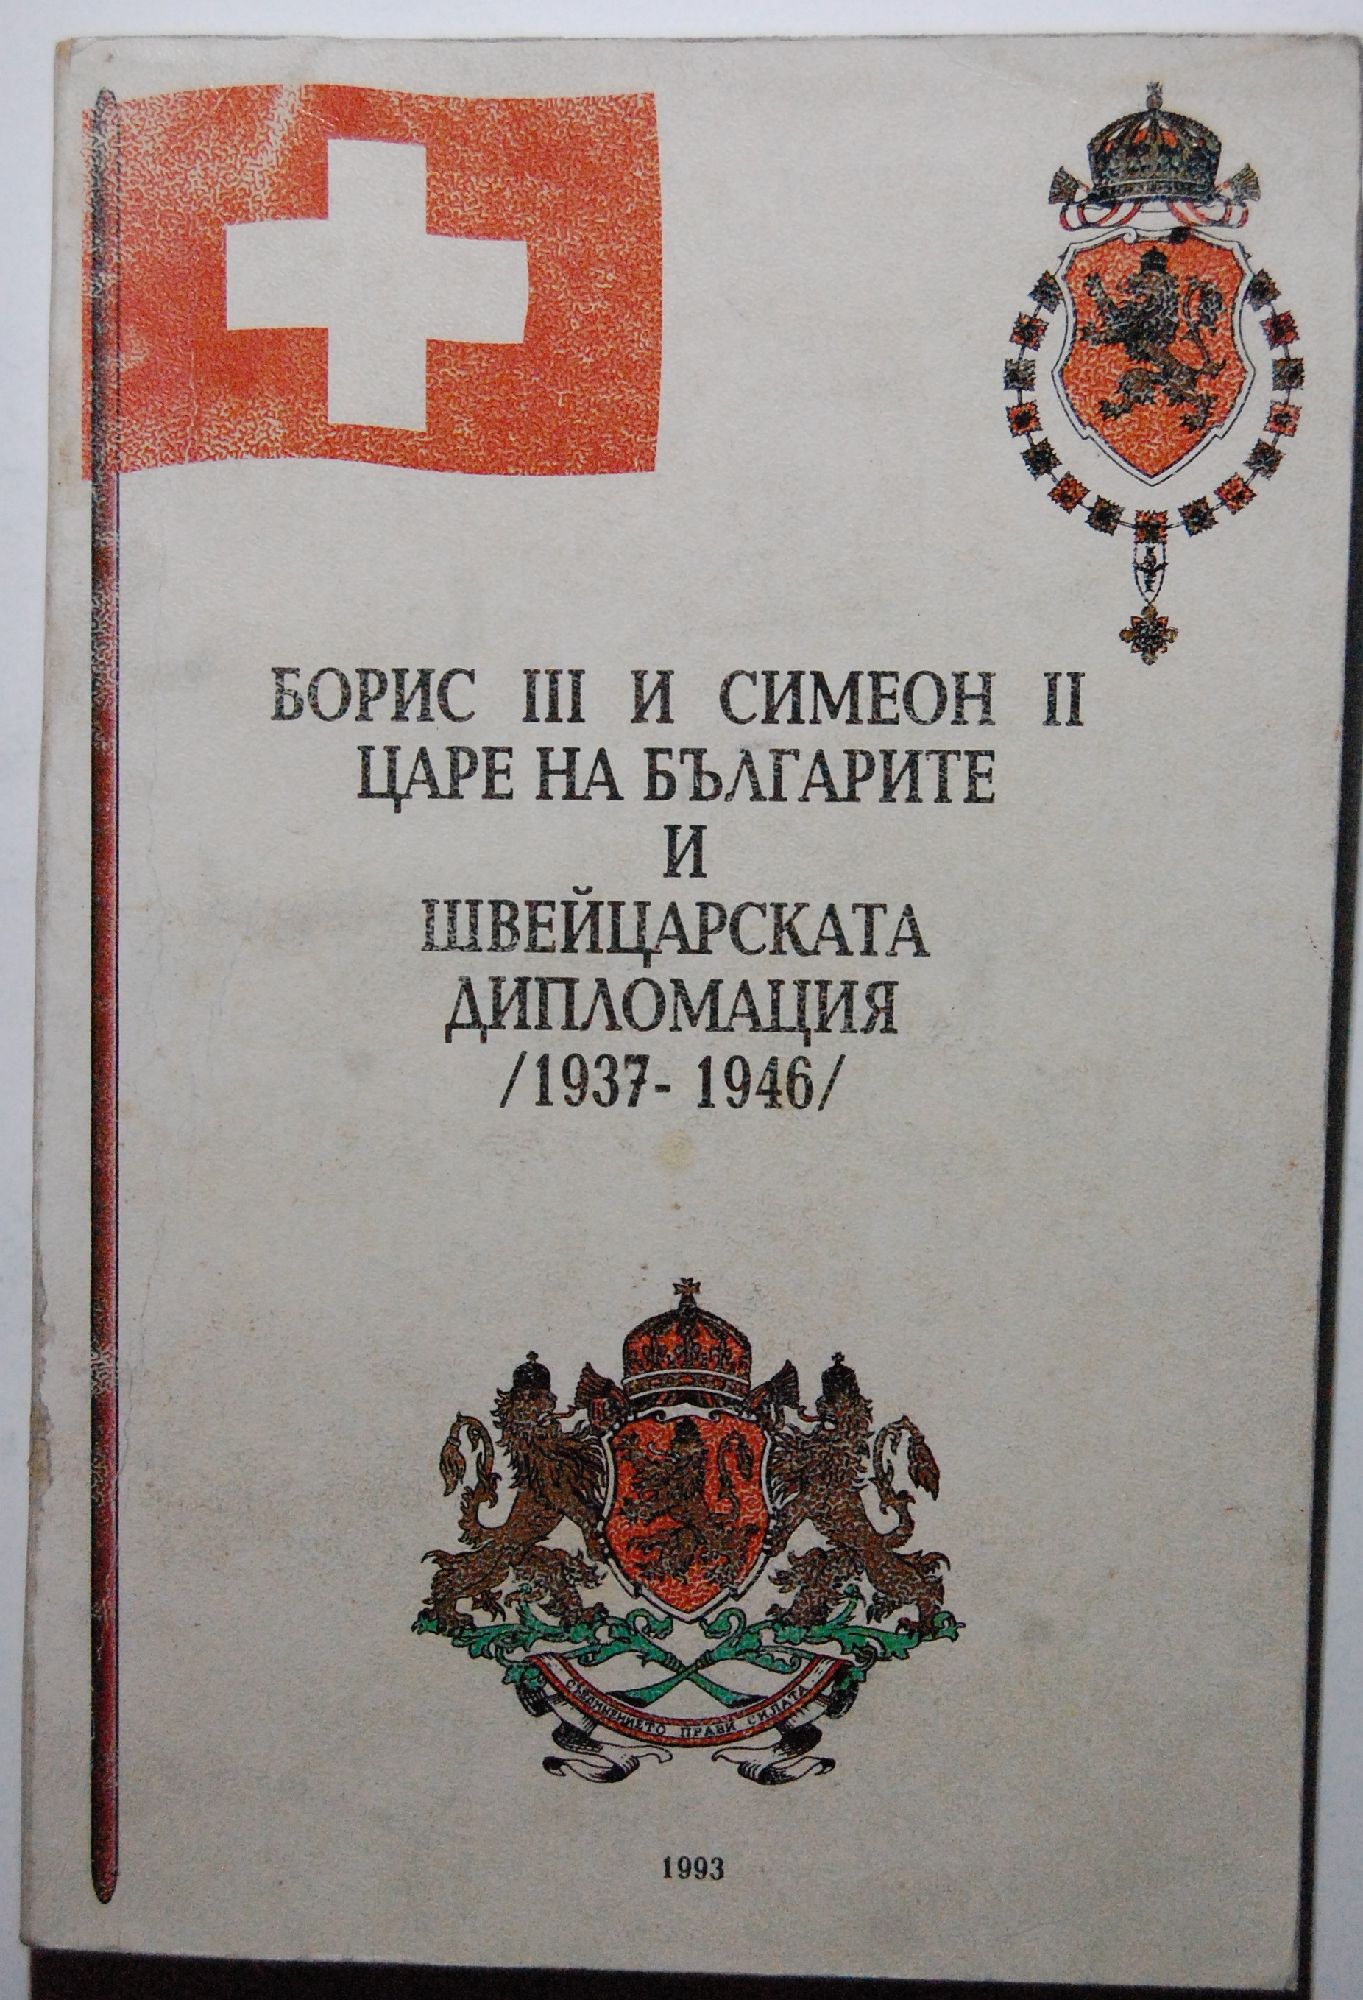 БОРИС III И СИМЕОН II
ЦАРЕ НА БЪЛГАРИТЕ
И
ШВЕЙЦАРСКАТА
ДИПЛОМАЦИЯ
/1937- 1946/
СЪЕДИНЕНИЕТО ПРАВИ СИЛАТА
1993